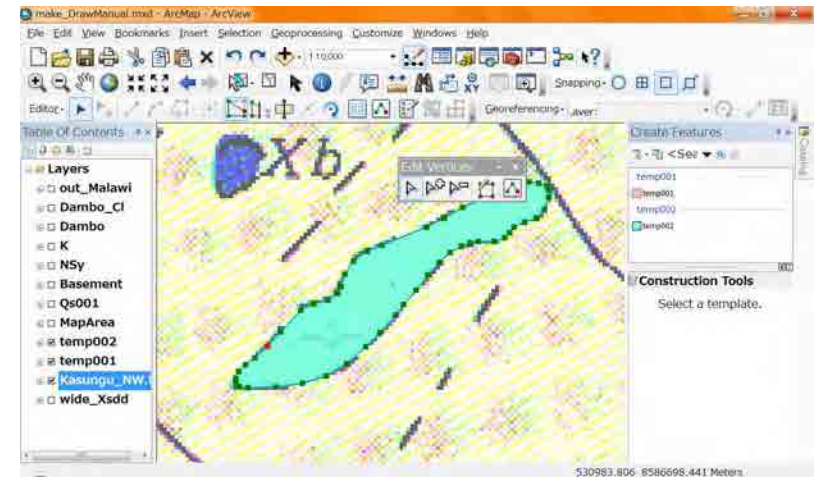 make_DrawManual.mxd - ArcMap - ArcView
File Edit View Bookmarks Insert Selection Geoprocessing Customize Windows Help
Snapping-
Editor- Georeferencing- Layer:
Table Of Contents
Create Features
Layers
out_Malawi
Dambo_Cl
Dambo
K
NSy
Basement
Qs001
MapArea
temp002
temp001
Kasungu_NW.
wide_Xsdd
Xb
Edit Vertices
<Sea
temp001
temp001
temp002
temp002
Construction Tools
Select a template.
Catalog
530983.806 8586698.441 Meters